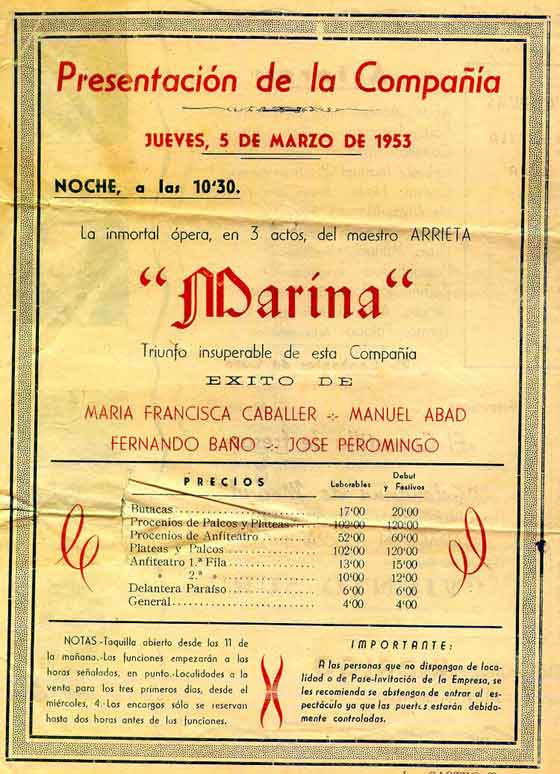 Presentación de la Compañía
JUEVES, 5 DE MARZO DE 1953
NOCHE, a las 10'30.
La inmortal ópera, en 3 actos, del maestro ARRIETA
“Marina“
Triunfo insuperable de esta Compañía
EXITO DE
MARIA FRANCISCA CABALLER -:- MANUEL ABAD
FERNANDO BAÑO -:- JOSE PEROMINGO
PRECIOS Laborables Debut y Festivos
Butacas 17'00 20'00
Procenios de Palcos y Plateas 102'00 120'00
Procenios de Anfiteatro 52'00 60'00
Plateas y Palcos 102'00 120'00
Anfiteatro 1.ª Fila 13'00 15'00
» 2.ª » 10'00 12'00
Delantera Paraíso 6'00 6'00
General 4'00 4'00
NOTAS.-Taquilla abierto desde las 11 de
la mañana.-Las funciones empezarán a las
horas señaladas, en punto.-Localidades a la
venta para los tres primeros días, desde el
miércoles, 4.-Los encargos sólo se reservan
hasta dos horas antes de las funciones.
IMPORTANTE:
A las personas que no dispongan de loca-
lidad o de Pase-Invitación de la Empresa, se
les recomienda se abstengan de entrar al es-
pectáculo ya que las puertas estarán debida-
mente controladas.